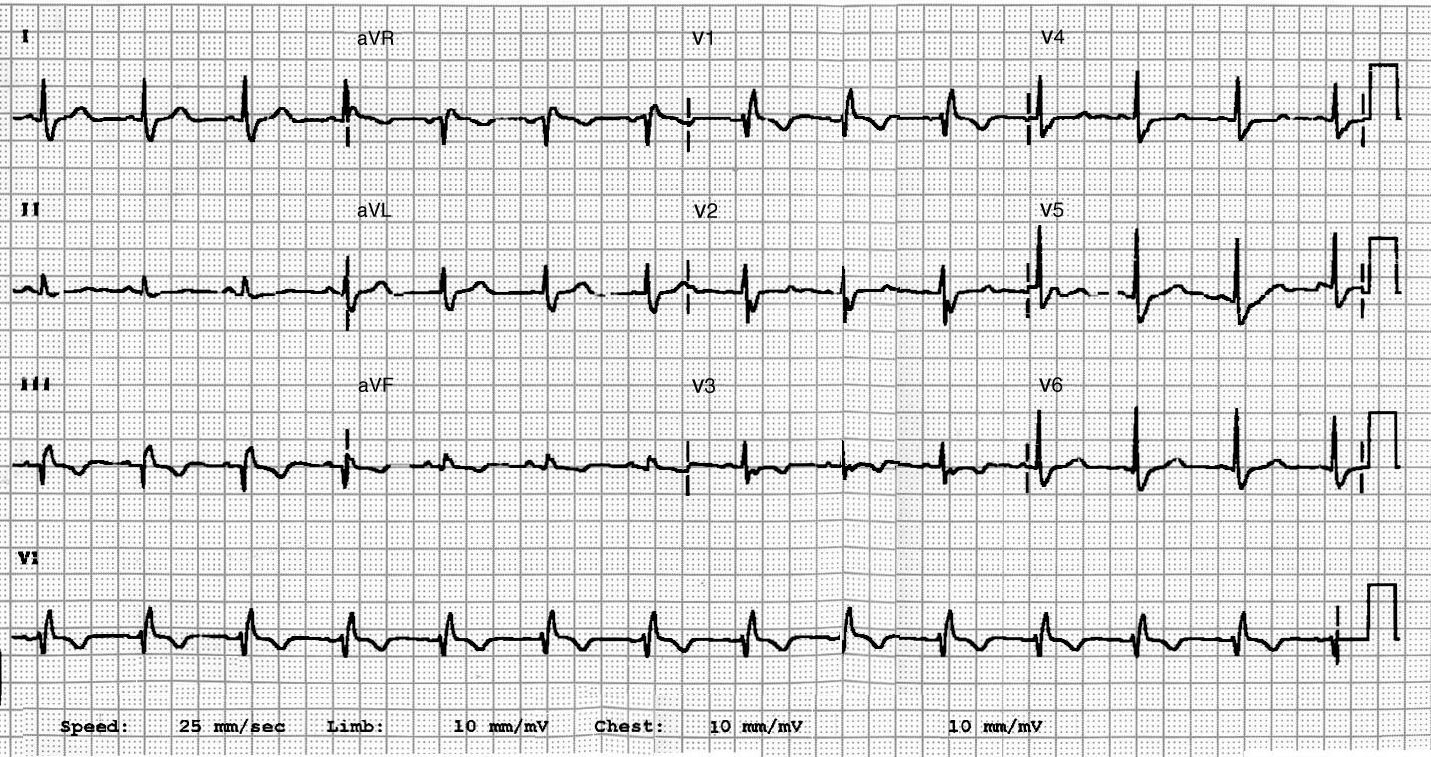 I aVR V1 V4
II aVL V2 V5
III aVF V3 V6
V1
Speed: 25 mm/sec Limb: 10 mm/mV Chest: 10 mm/mV 10 mm/mV